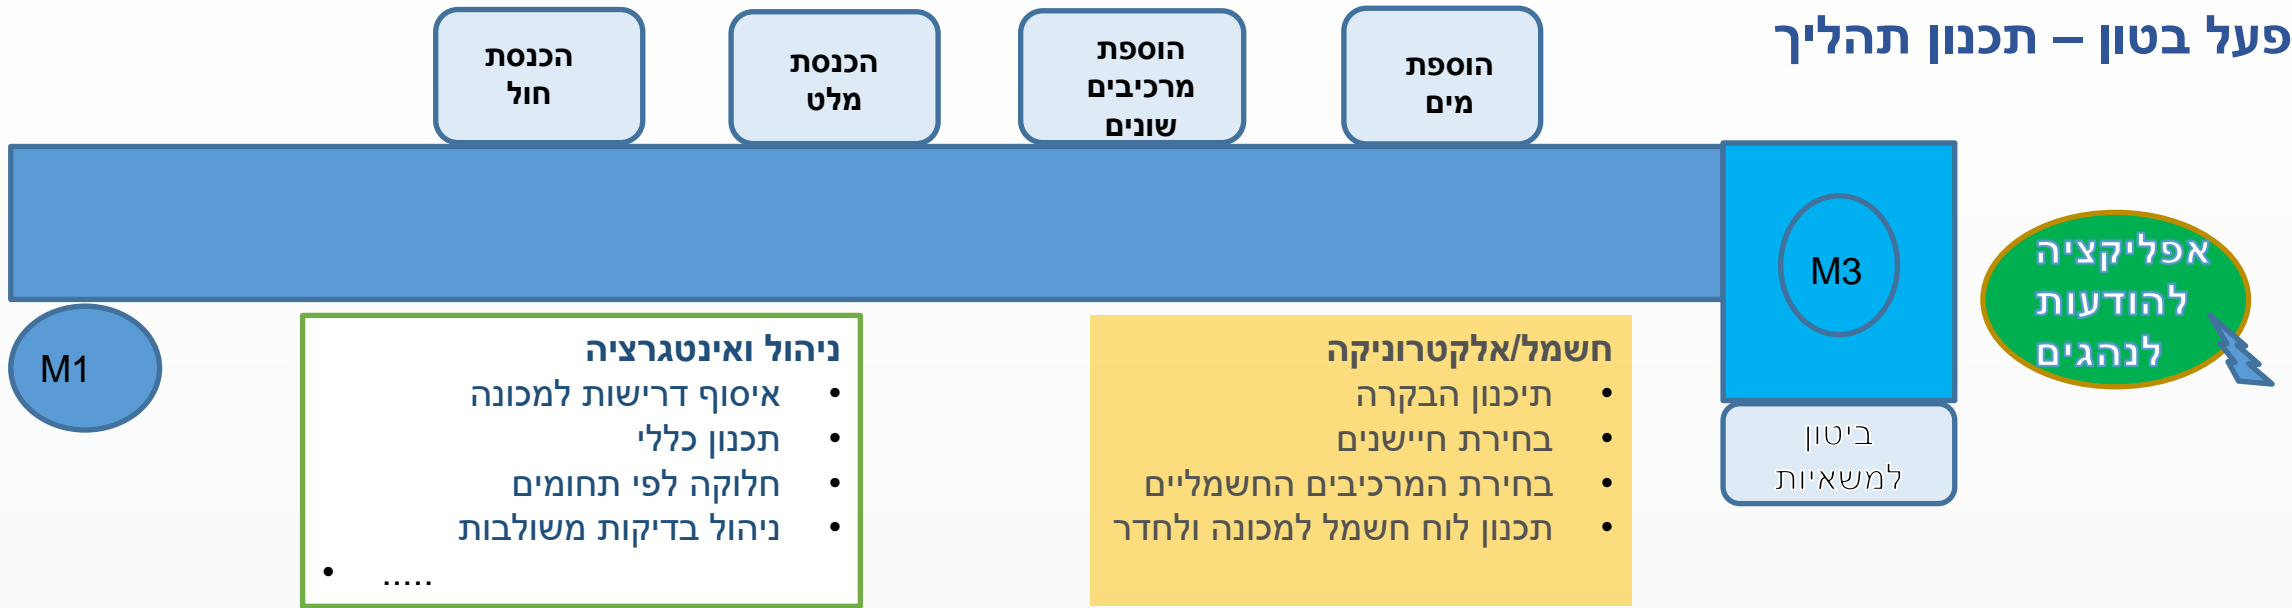 פעל בטון – תכנון תהליך
הוספת
מים
הוספת
מרכיבים
שונים
הכנסת
מלט
הכנסת
חול
M3
אפליקציה
להודעות
לנהגים
M1
חשמל/אלקטרוניקה
• תיכנון הבקרה
• בחירת חיישנים
• בחירת המרכיבים החשמליים
• תכנון לוח חשמל למכונה ולחדר
ניהול ואינטגרציה
• איסוף דרישות למכונה
• תכנון כללי
• חלוקה לפי תחומים
• ניהול בדיקות משולבות
• .....
ביטון
למשאיות